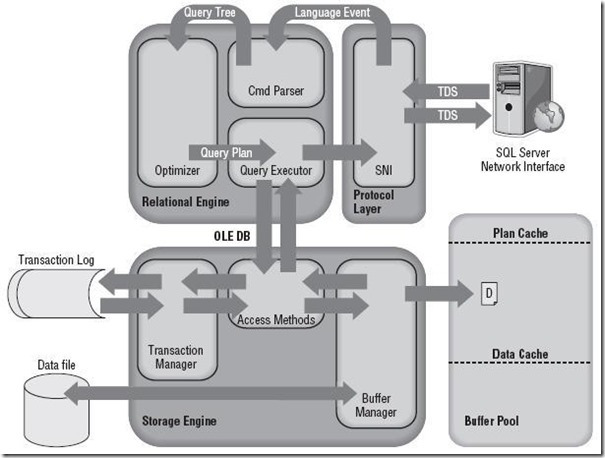 Query Tree
Language Event
Cmd Parser
TDS
TDS
SQL Server
Network Interface
Optimizer
Query Plan
Query Executor
SNI
Relational Engine
Protocol
Layer
OLE DB
Plan Cache
Transaction Log
D
Access Methods
Transaction
Manager
Data file
Data Cache
Buffer
Manager
Storage Engine
Buffer Pool